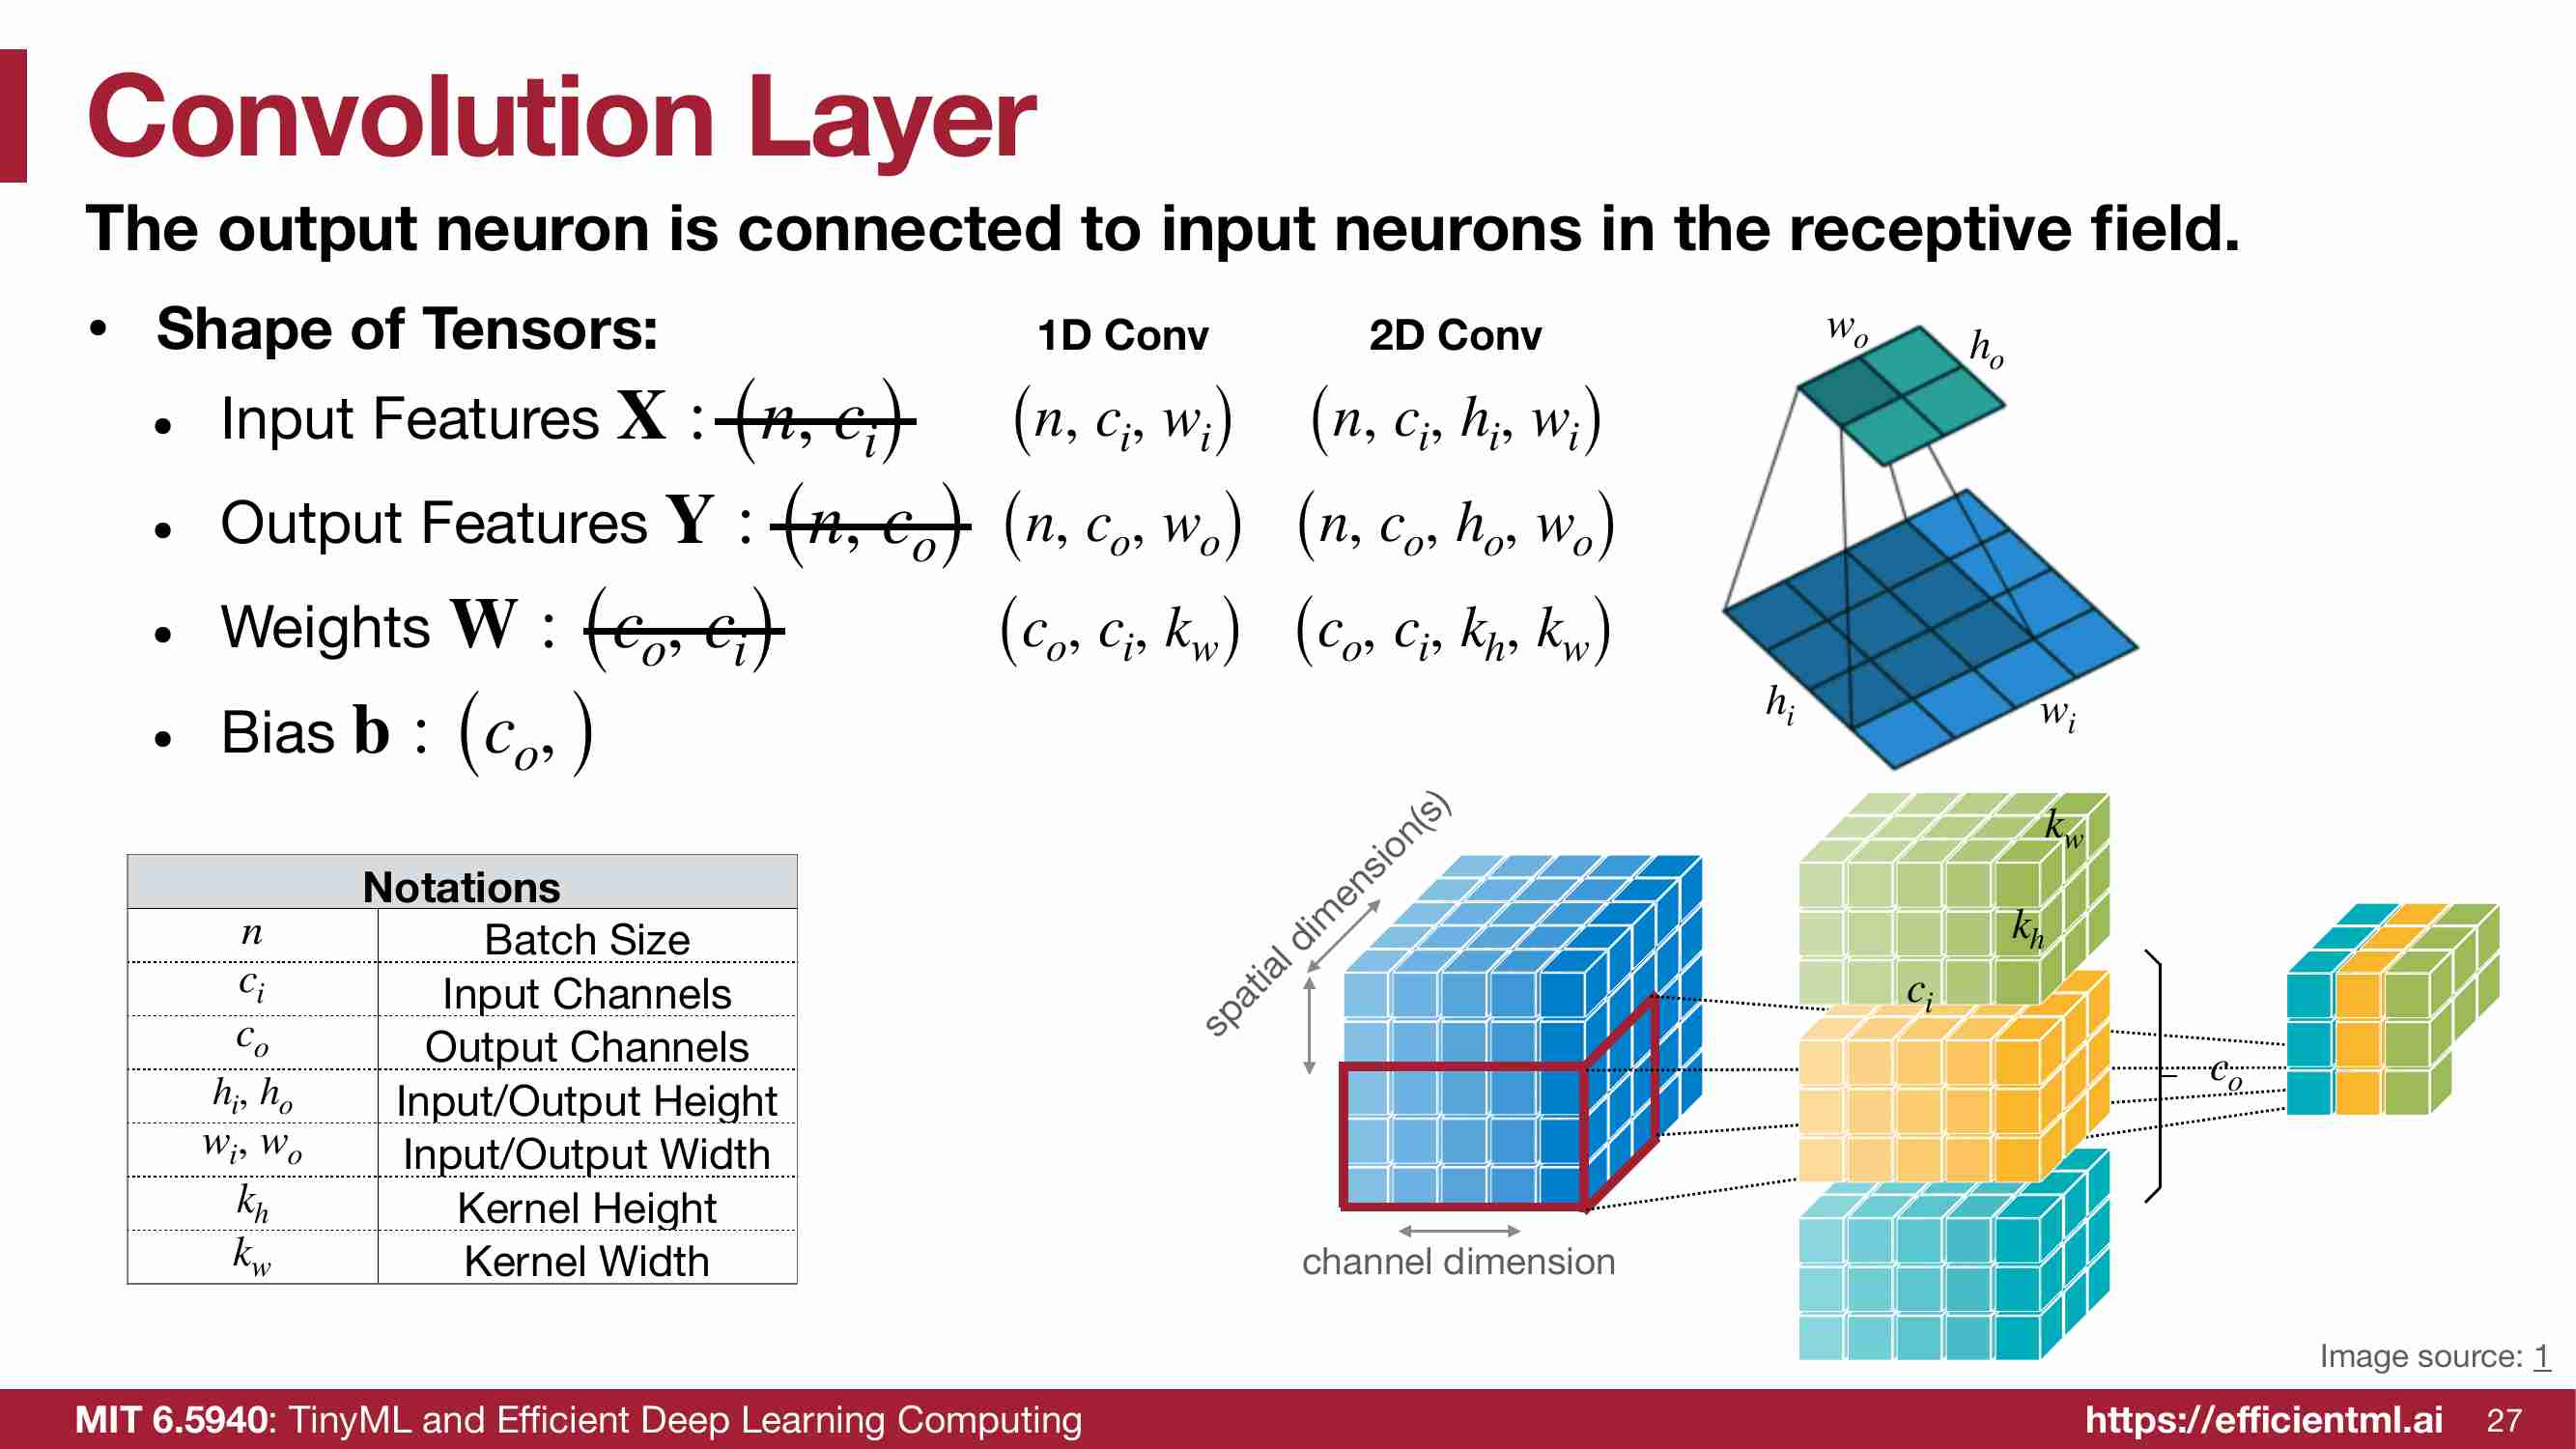 Convolution Layer
The output neuron is connected to input neurons in the receptive field.
• Shape of Tensors: 1D Conv 2D Conv
• Input Features X : (n, c_i) (n, c_i, w_i) (n, c_i, h_i, w_i)
• Output Features Y : (n, c_o) (n, c_o, w_o) (n, c_o, h_o, w_o)
• Weights W : (c_o, c_i) (c_o, c_i, k_w) (c_o, c_i, k_h, k_w)
• Bias b : (c_o, )
w_o h_o
h_i w_i
Notations
n Batch Size
c_i Input Channels
c_o Output Channels
h_i, h_o Input/Output Height
w_i, w_o Input/Output Width
k_h Kernel Height
k_w Kernel Width
spatial dimension(s)
channel dimension
k_w
k_h
c_i
c_o
Image source: 1
MIT 6.5940: TinyML and Efficient Deep Learning Computing https://efficientml.ai 27